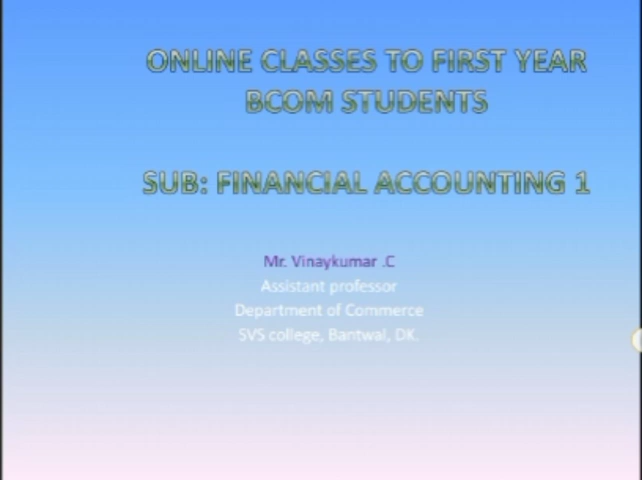 ONLINE CLASSES TO FIRST YEAR
BCOM STUDENTS
SUB: FINANCIAL ACCOUNTING 1
Mr. Vinaykumar .C
Assistant professor
Department of Commerce
SVS college, Bantwal, DK.